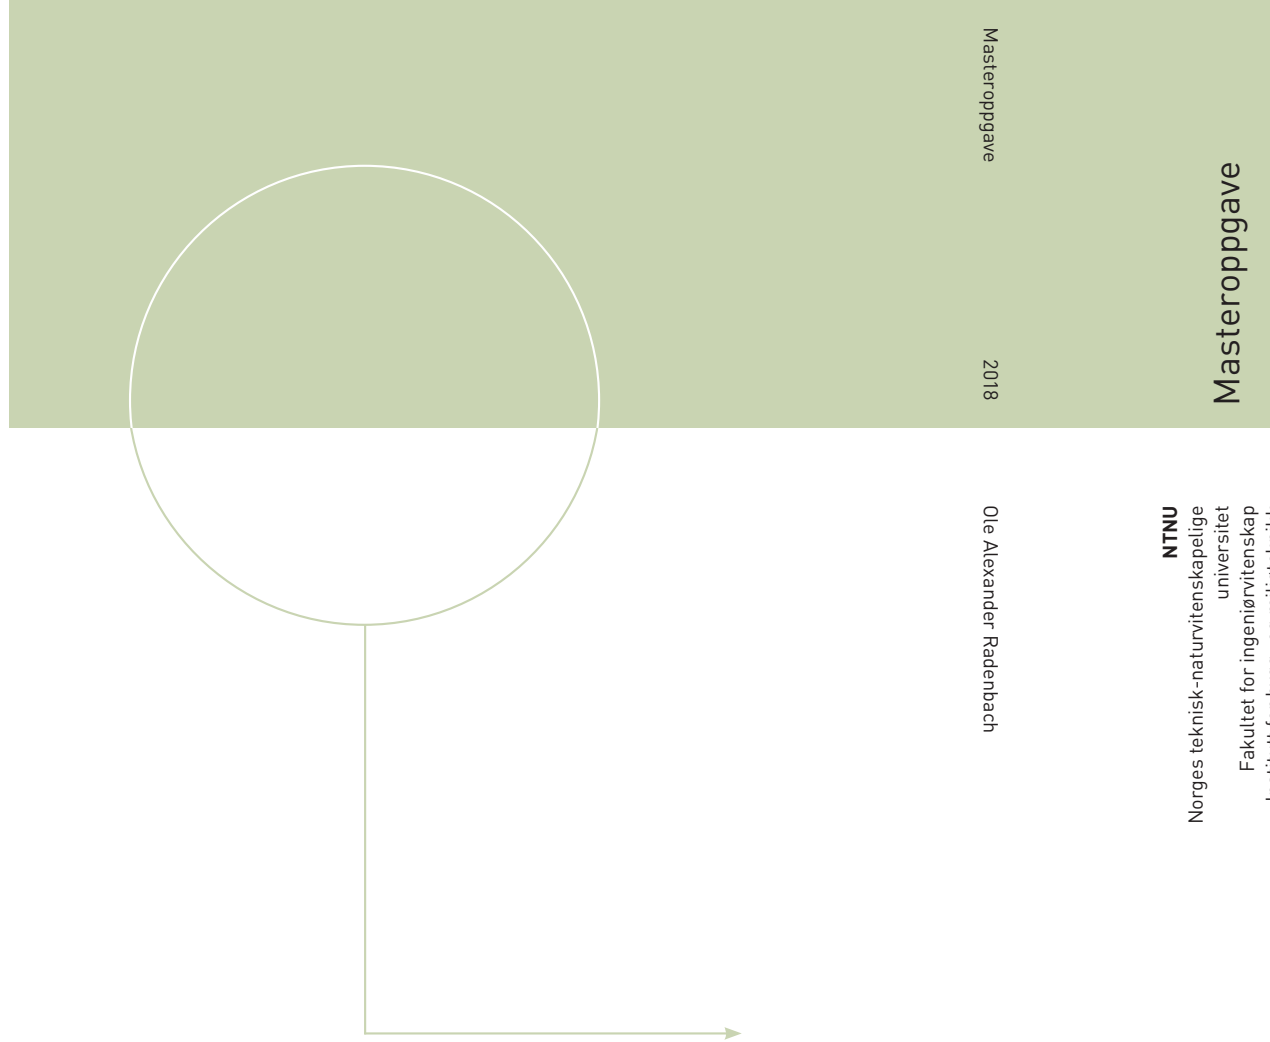 Masteroppgave
2018
Ole Alexander Radenbach
Masteroppgave
NTNU
Norges teknisk-naturvitenskapelige
universitet
Fakultet for ingeniørvitenskap